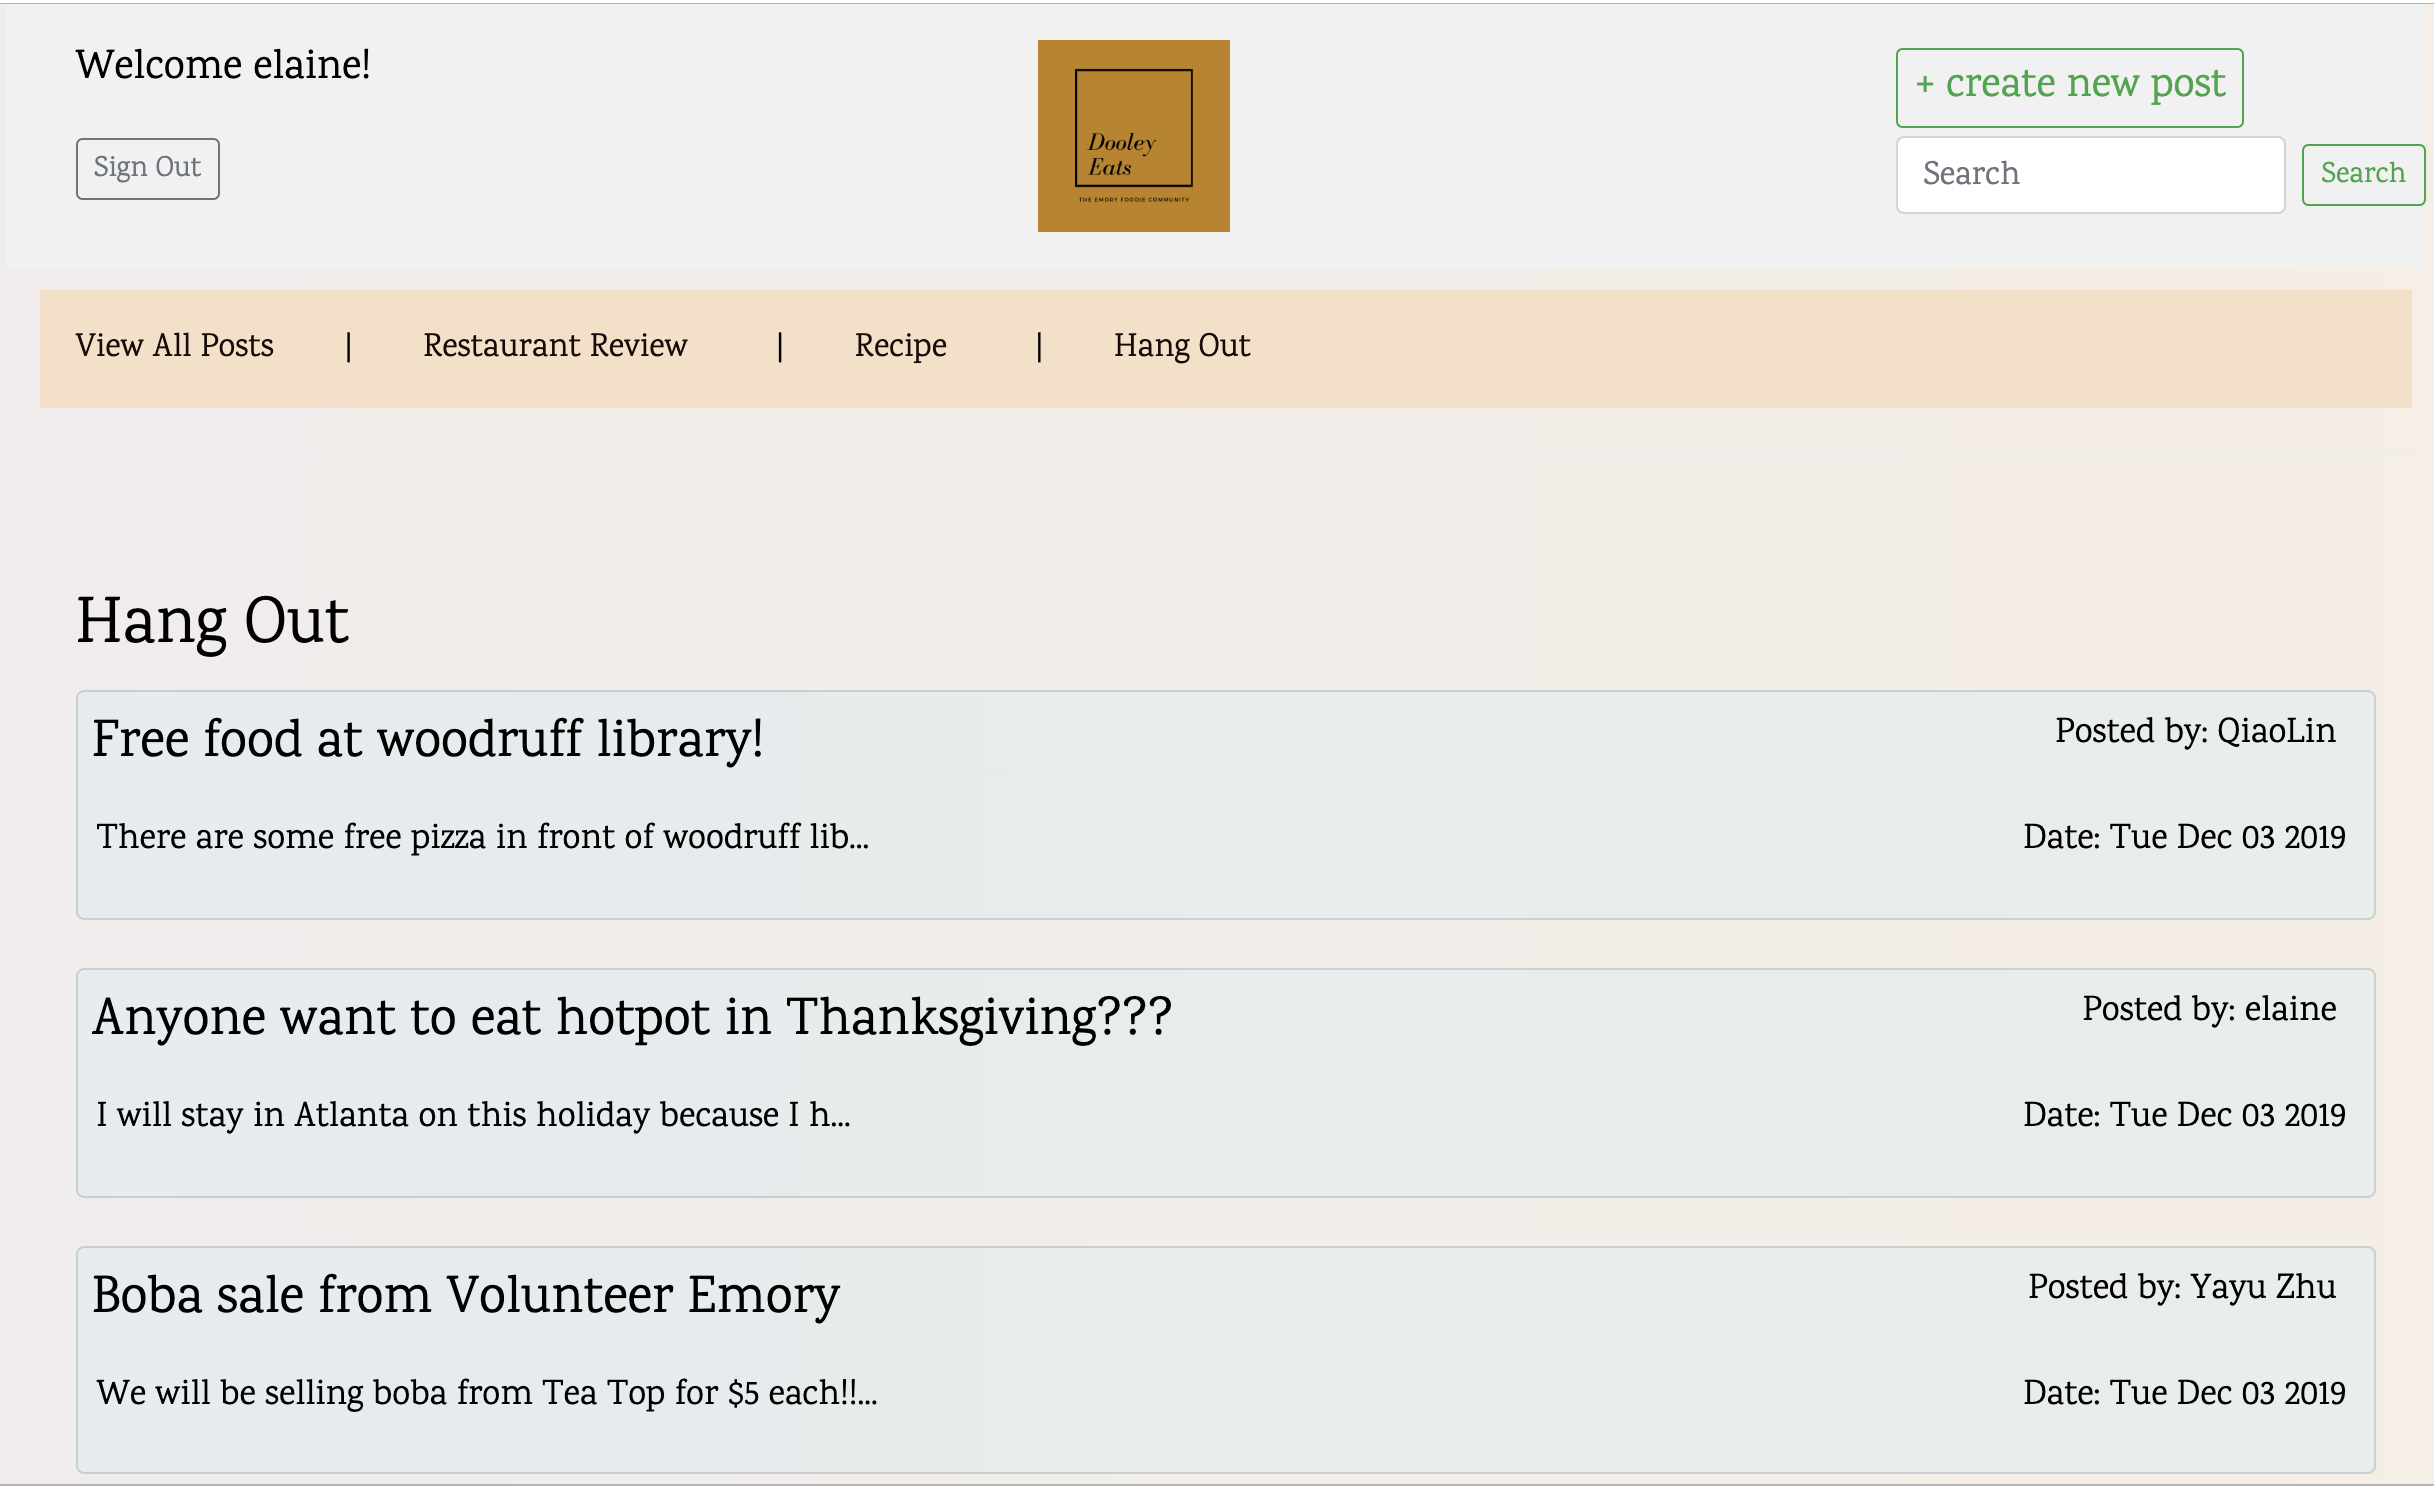 Welcome elaine!
Sign Out
Dooley
Eats
THE EMORY FOODIE COMMUNITY
+ create new post
Search
Search
View All Posts | Restaurant Review | Recipe | Hang Out
Hang Out
Free food at woodruff library!
Posted by: QiaoLin
There are some free pizza in front of woodruff lib...
Date: Tue Dec 03 2019
Anyone want to eat hotpot in Thanksgiving???
Posted by: elaine
I will stay in Atlanta on this holiday because I h...
Date: Tue Dec 03 2019
Boba sale from Volunteer Emory
Posted by: Yayu Zhu
We will be selling boba from Tea Top for $5 each!!...
Date: Tue Dec 03 2019